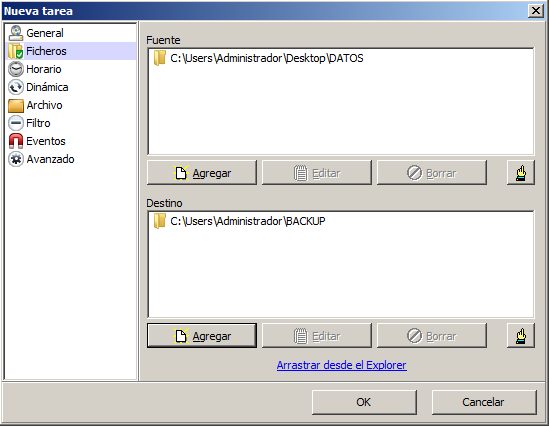 Nueva tarea
General
Ficheros
Horario
Dinámica
Archivo
Filtro
Eventos
Avanzado
Fuente
C:\Users\Administrador\Desktop\DATOS
Agregar
Editar
Borrar
Destino
C:\Users\Administrador\BACKUP
Agregar
Editar
Borrar
Arrastrar desde el Explorer
OK
Cancelar